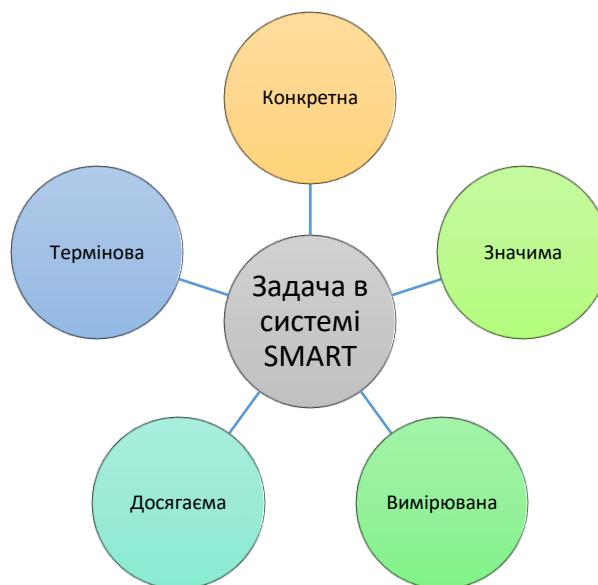 Конкретна
Термінова
Значима
Задача в
системі
SMART
Досягаєма
Вимірювана